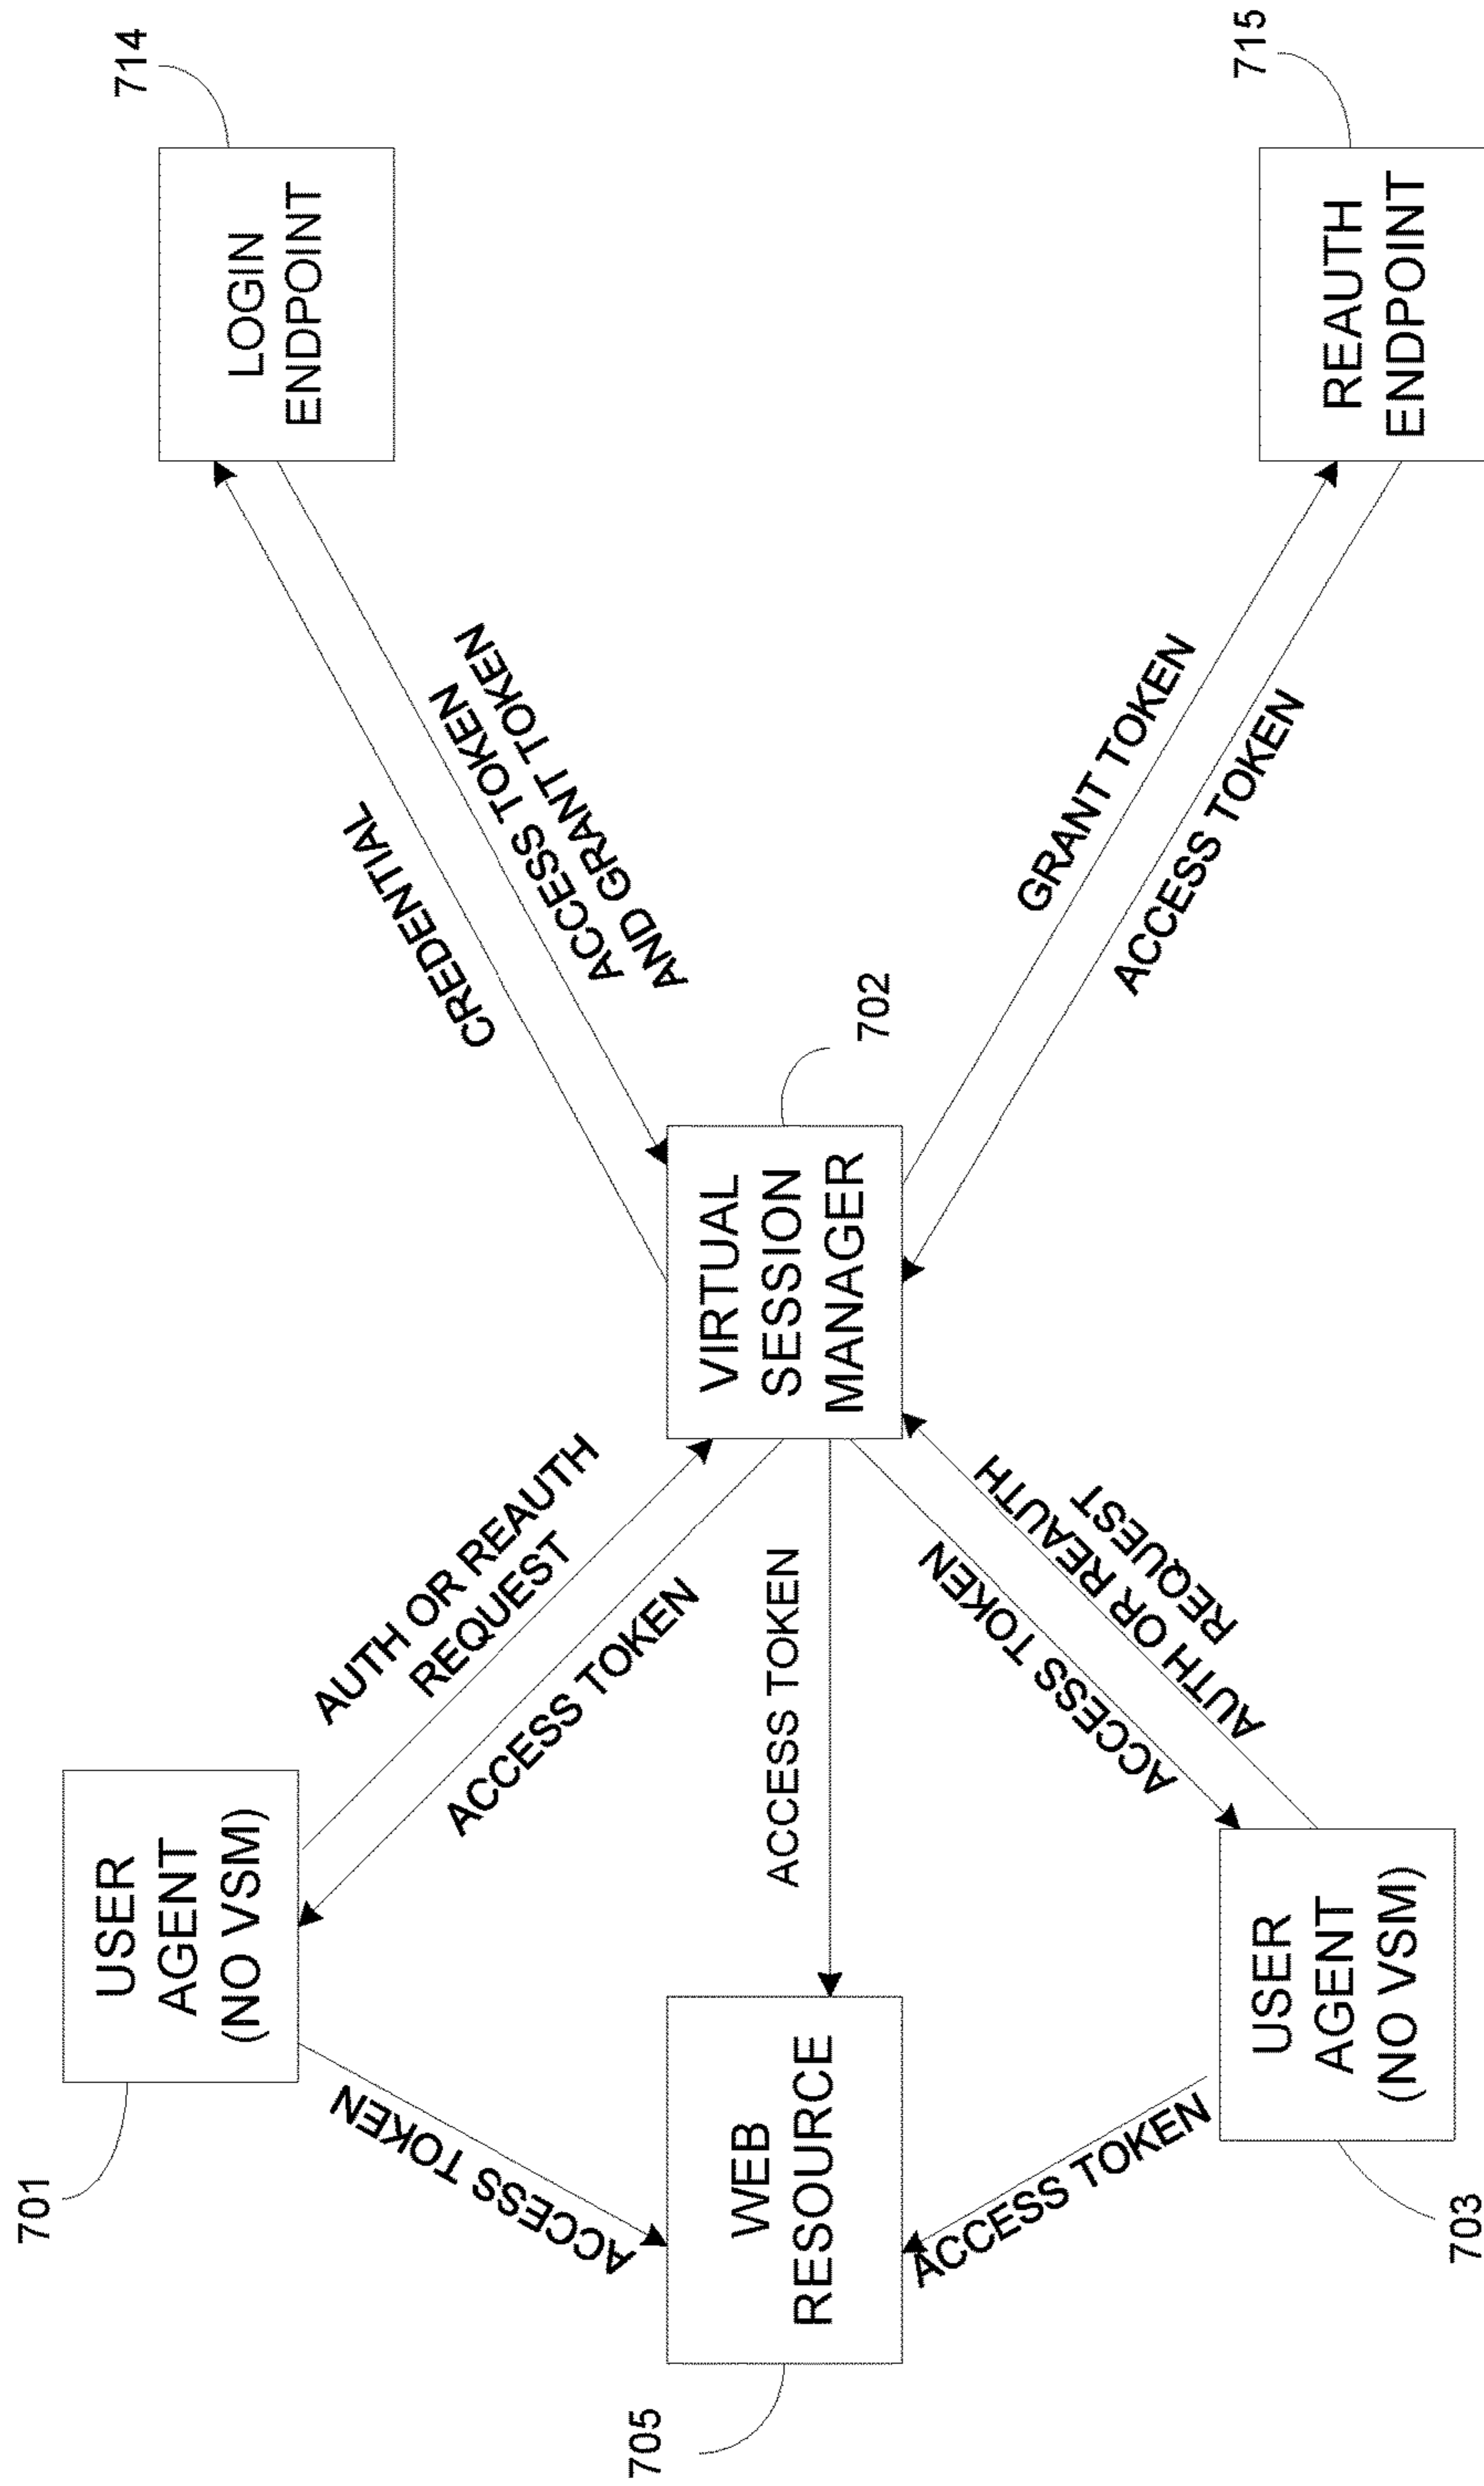 701
USER
AGENT
(NO VSM)
714
LOGIN
ENDPOINT
AUTH OR REAUTH
REQUEST
ACCESS TOKEN
ACCESS TOKEN
CREDENTIAL
ACCESS TOKEN
AND GRANT TOKEN
705
WEB
RESOURCE
ACCESS TOKEN
VIRTUAL
SESSION
MANAGER
702
ACCESS TOKEN
ACCESS TOKEN
AUTH OR REAUTH
REQUEST
GRANT TOKEN
ACCESS TOKEN
703
USER
AGENT
(NO VSM)
715
REAUTH
ENDPOINT